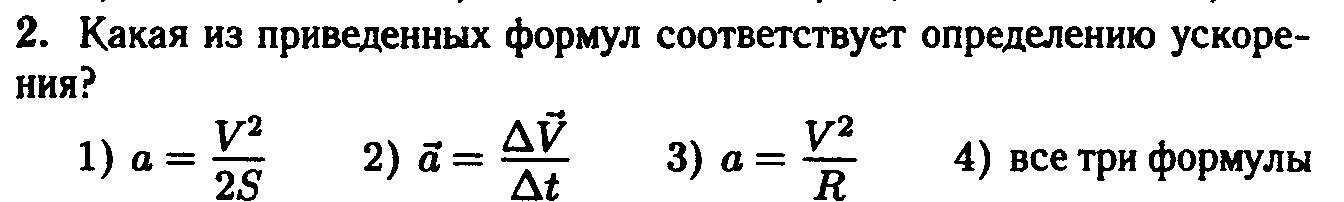 2. Какая из приведенных формул соответствует определению ускоре-
ния?
1) a = V²/2S 2) a⃗ = ΔV⃗/Δt 3) a = V²/R 4) все три формулы